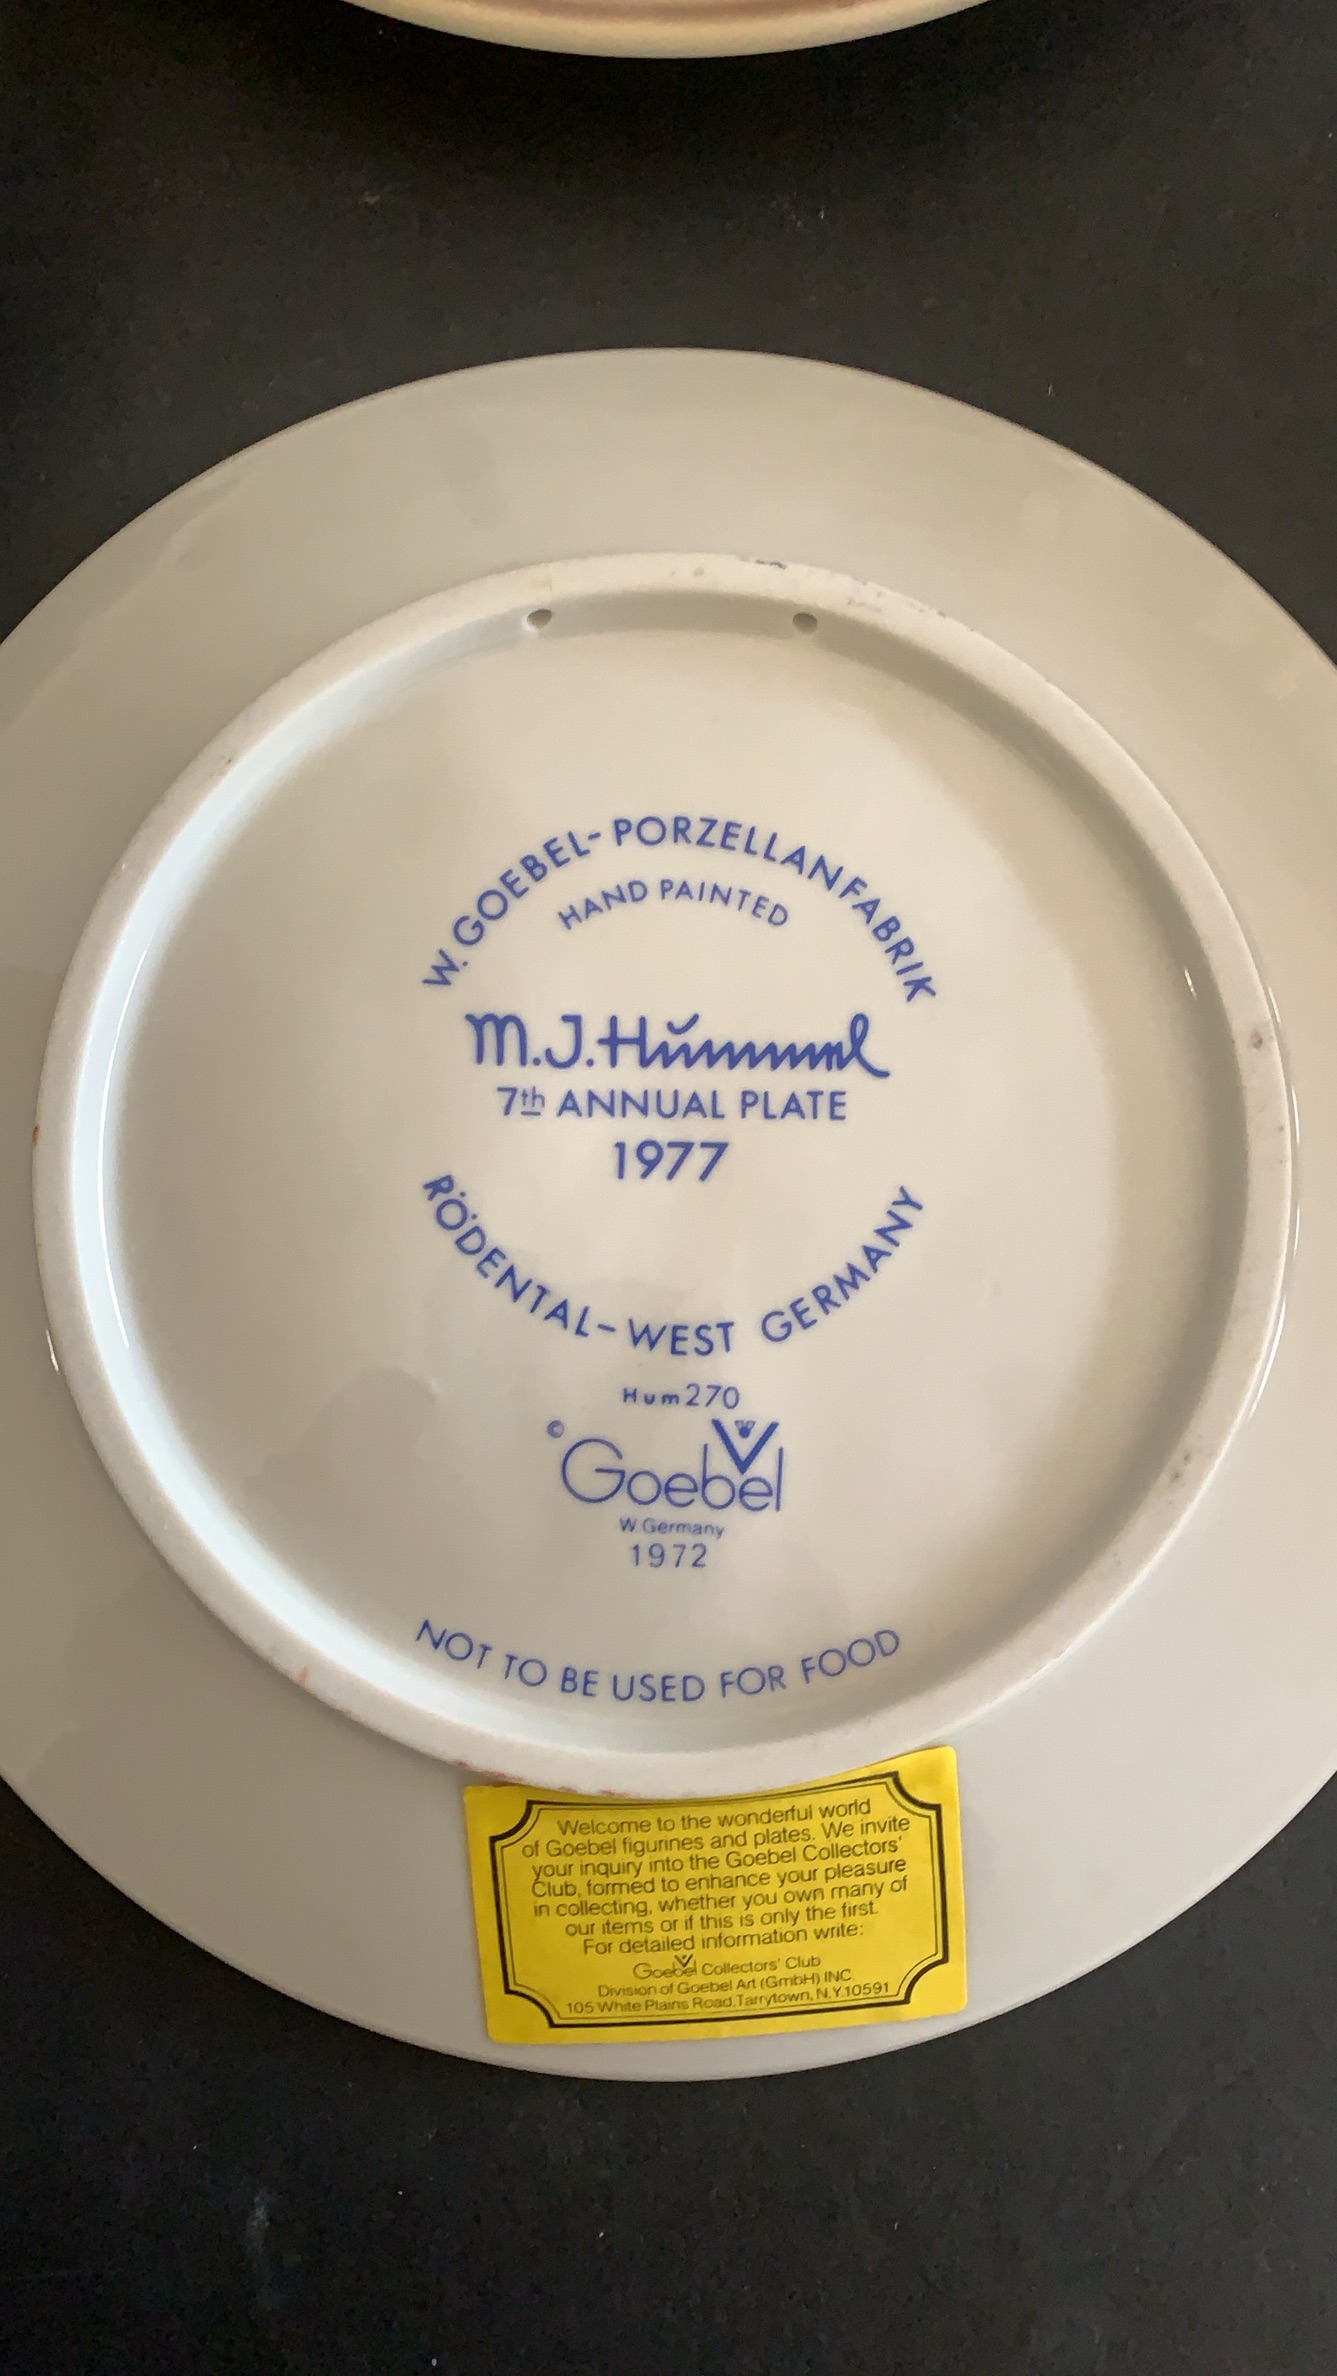 W. GOEBEL-PORZELLANFABRIK
HAND PAINTED
M.J.Hummel
7th ANNUAL PLATE
1977
RÖDENTAL-WEST GERMANY
Hum270
© Goebel
W.Germany
1972
NOT TO BE USED FOR FOOD
Welcome to the wonderful world
of Goebel figurines and plates. We invite
your inquiry into the Goebel Collectors'
Club, formed to enhance your pleasure
in collecting, whether you own many of
our items or if this is only the first.
For detailed information write:
Goebel Collectors' Club
Division of Goebel Art (GmbH) INC.
105 White Plains Road, Tarrytown, N.Y. 10591